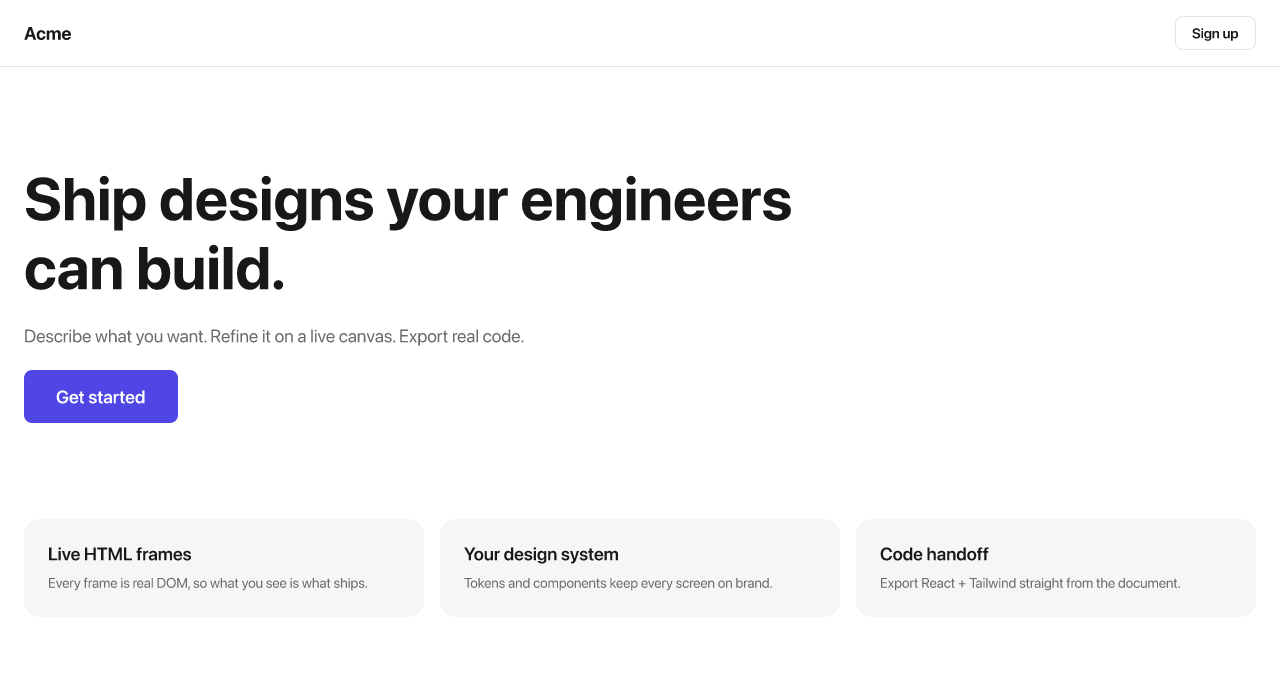 Acme
Sign up
Ship designs your engineers
can build.
Describe what you want. Refine it on a live canvas. Export real code.
Get started
Live HTML frames
Every frame is real DOM, so what you see is what ships.
Your design system
Tokens and components keep every screen on brand.
Code handoff
Export React + Tailwind straight from the document.